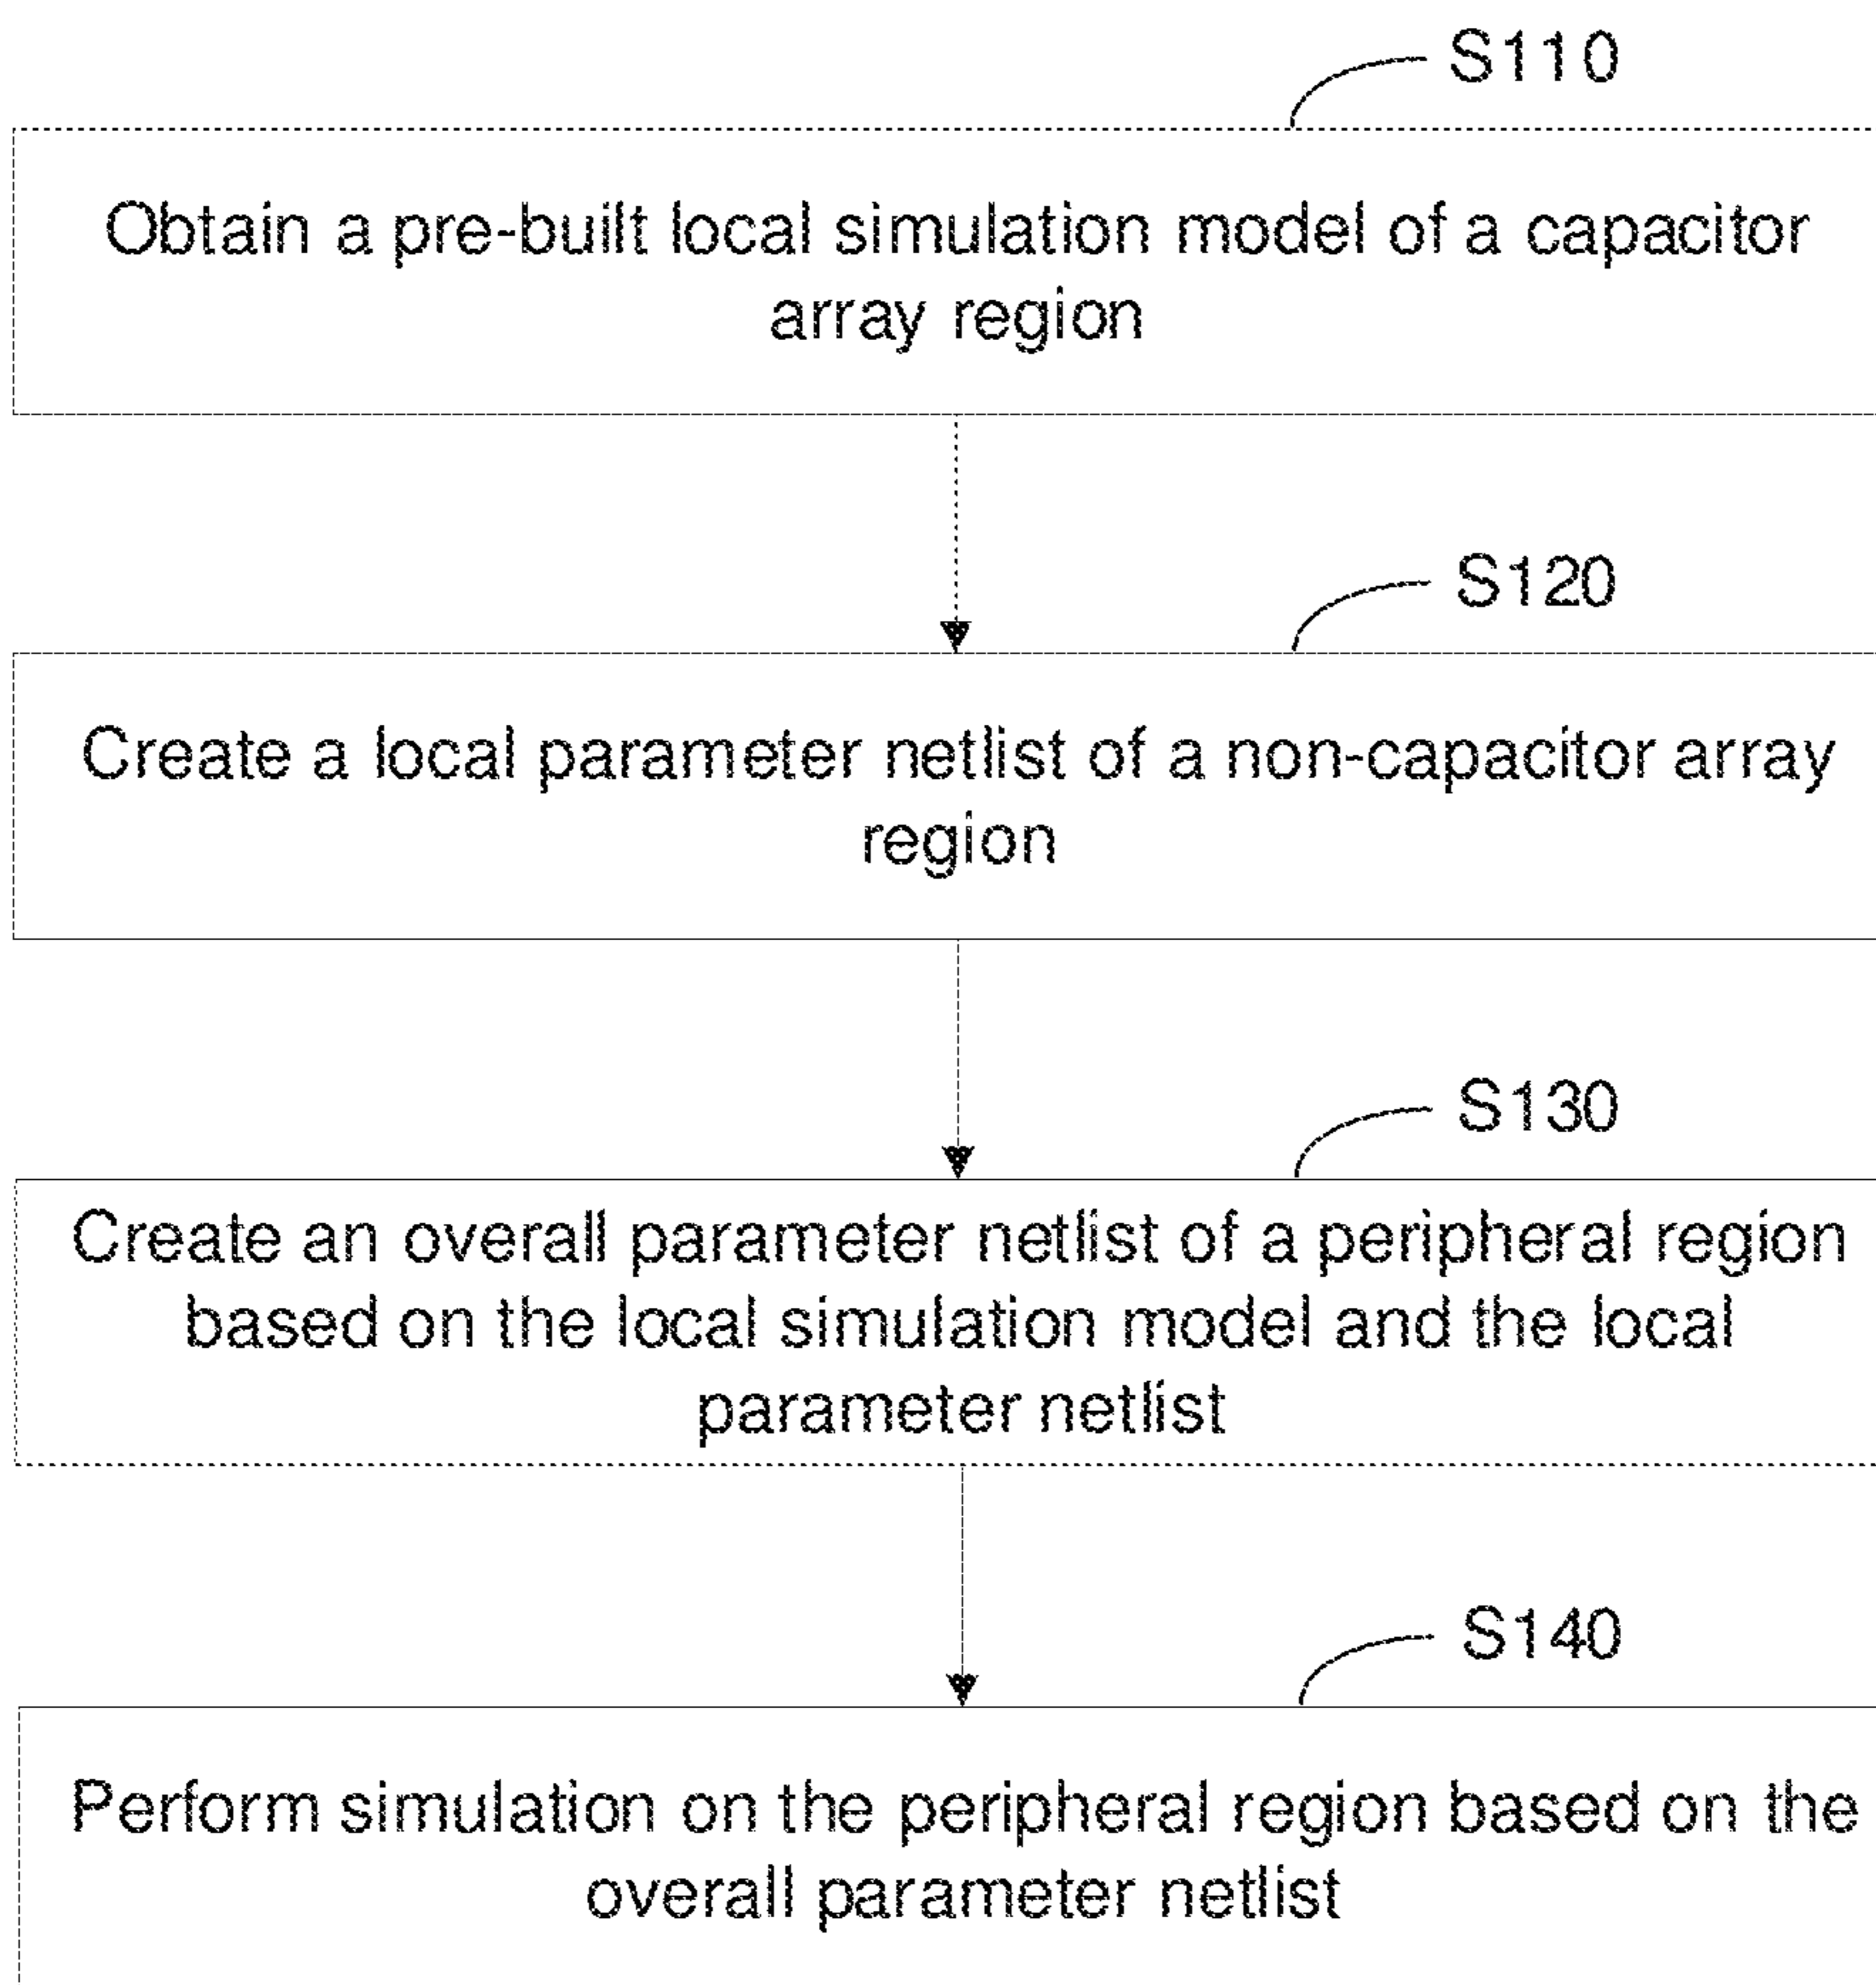 S110
Obtain a pre-built local simulation model of a capacitor
array region
S120
Create a local parameter netlist of a non-capacitor array
region
S130
Create an overall parameter netlist of a peripheral region
based on the local simulation model and the local
parameter netlist
S140
Perform simulation on the peripheral region based on the
overall parameter netlist